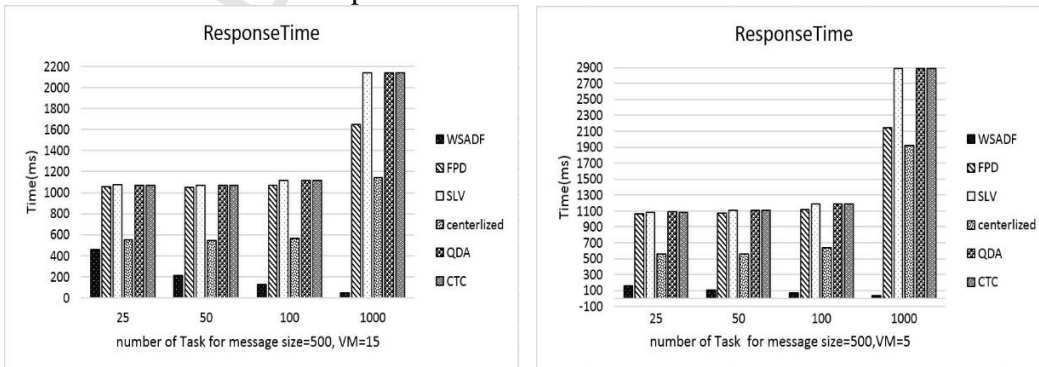 ResponseTime
Time(ms)
2200
2000
1800
1600
1400
1200
1000
800
600
400
200
0
25 50 100 1000
number of Task for message size=500, VM=15
WSADF
FPD
SLV
centerlized
QDA
CTC
ResponseTime
Time(ms)
2900
2700
2500
2300
2100
1900
1700
1500
1300
1100
900
700
500
300
100
-100
25 50 100 1000
number of Task for message size=500,VM=5
WSADF
FPD
SLV
centerlized
QDA
CTC